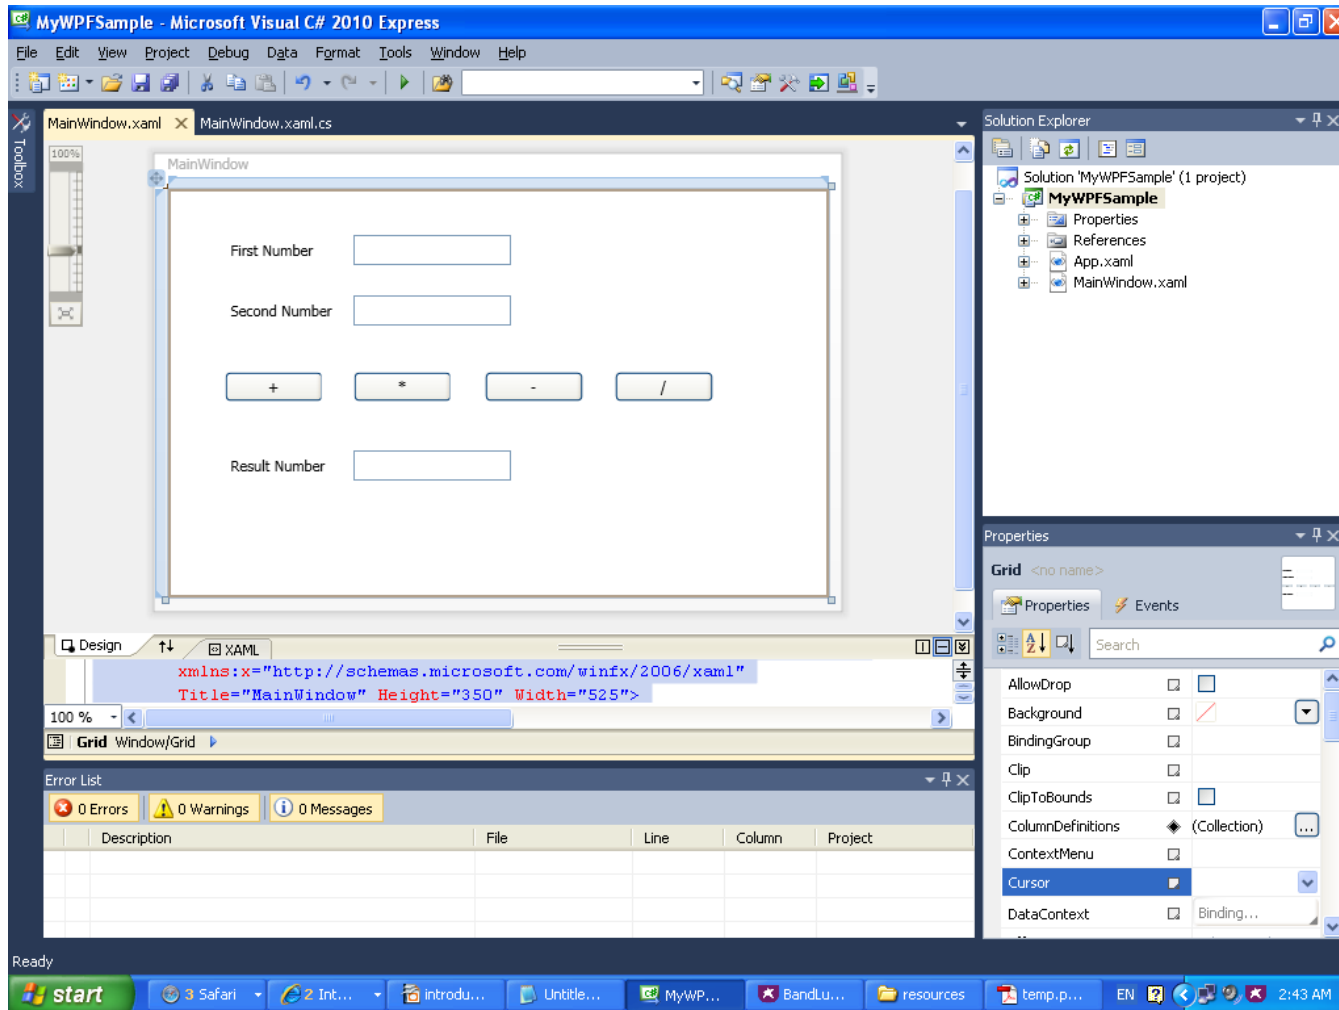 MyWPFSample - Microsoft Visual C# 2010 Express
File Edit View Project Debug Data Format Tools Window Help
Toolbox
MainWindow.xaml MainWindow.xaml.cs
100%
MainWindow
First Number
Second Number
+ * - /
Result Number
Design XAML
xmlns:x="http://schemas.microsoft.com/winfx/2006/xaml"
Title="MainWindow" Height="350" Width="525">
100 %
Grid Window/Grid
Error List
0 Errors 0 Warnings 0 Messages
Description File Line Column Project
Solution Explorer
Solution 'MyWPFSample' (1 project)
MyWPFSample
Properties
References
App.xaml
MainWindow.xaml
Properties
Grid <no name>
Properties Events
Search
AllowDrop
Background
BindingGroup
Clip
ClipToBounds
ColumnDefinitions (Collection) ...
ContextMenu
Cursor
DataContext Binding...
Ready
start 3 Safari 2 Int... introdu... Untitle... MyWP... BandLu... resources temp.p... EN 2:43 AM